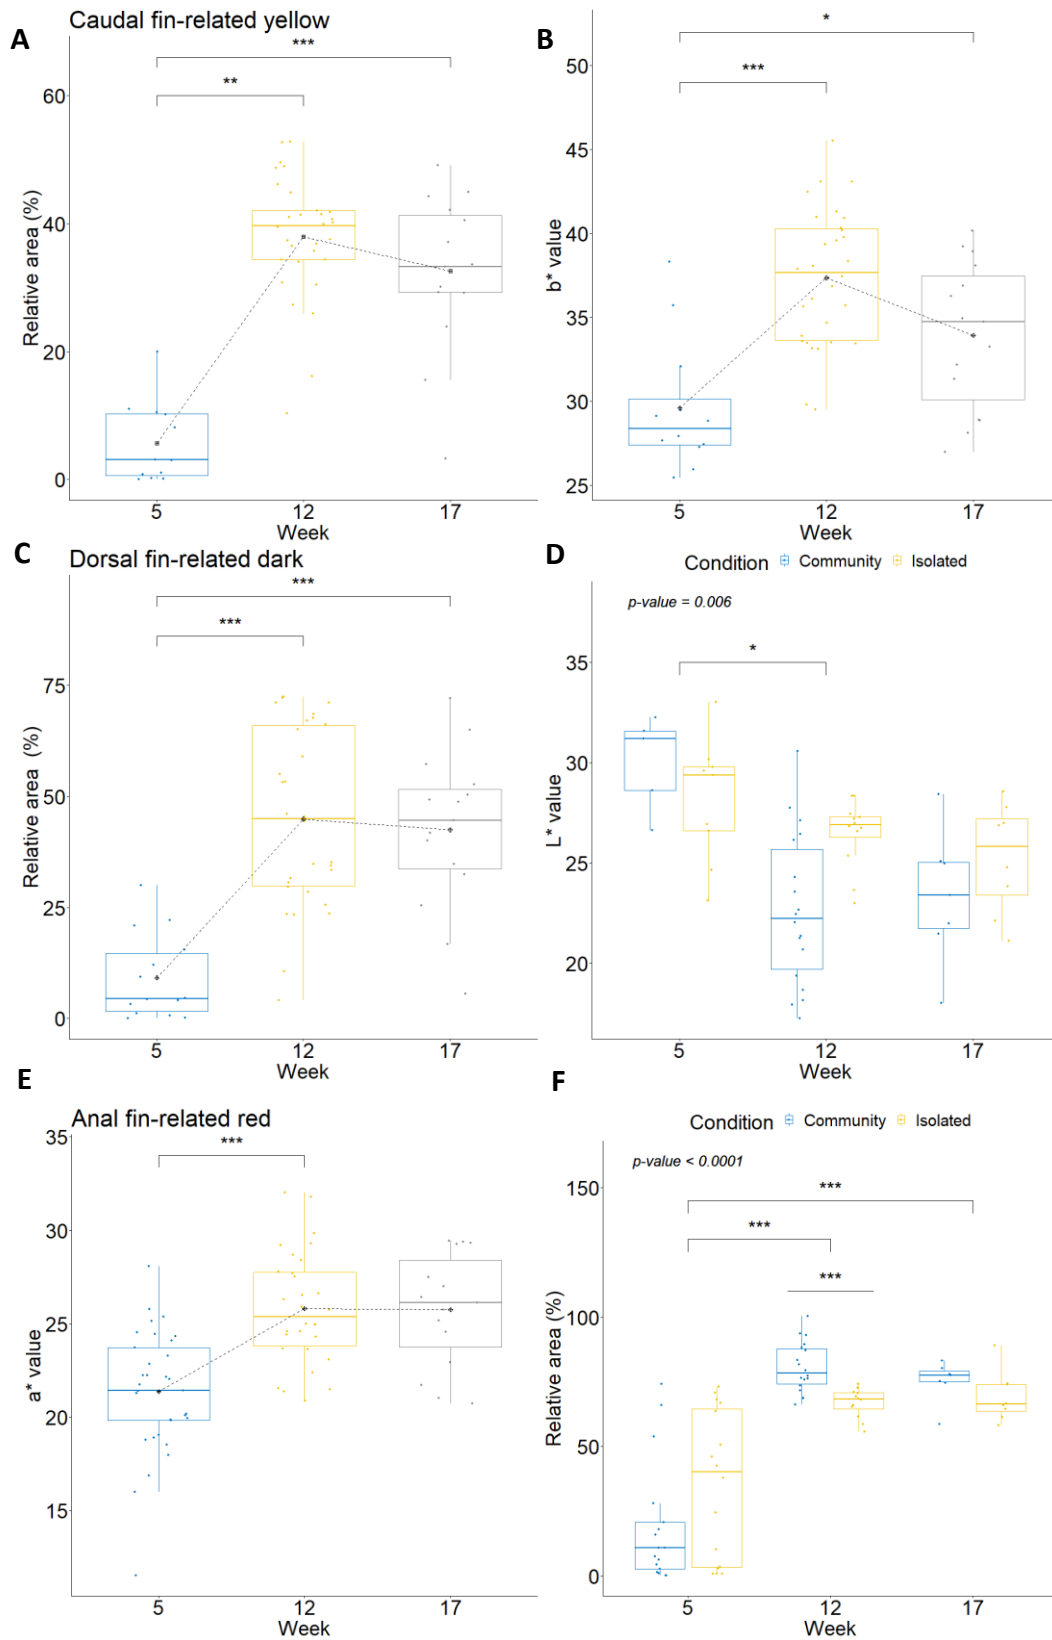 A
Caudal fin-related yellow
***
**
60
40
20
0
Relative area (%)
5
12
17
Week
B
*
***
50
45
40
35
30
25
b* value
5
12
17
Week
C
Dorsal fin-related dark
***
***
75
50
25
0
Relative area (%)
5
12
17
Week
D
Condition Community Isolated
p-value = 0.006
*
35
30
25
20
L* value
5
12
17
Week
E
Anal fin-related red
***
35
30
25
20
15
a* value
5
12
17
Week
F
Condition Community Isolated
p-value < 0.0001
***
***
***
150
100
50
0
Relative area (%)
5
12
17
Week